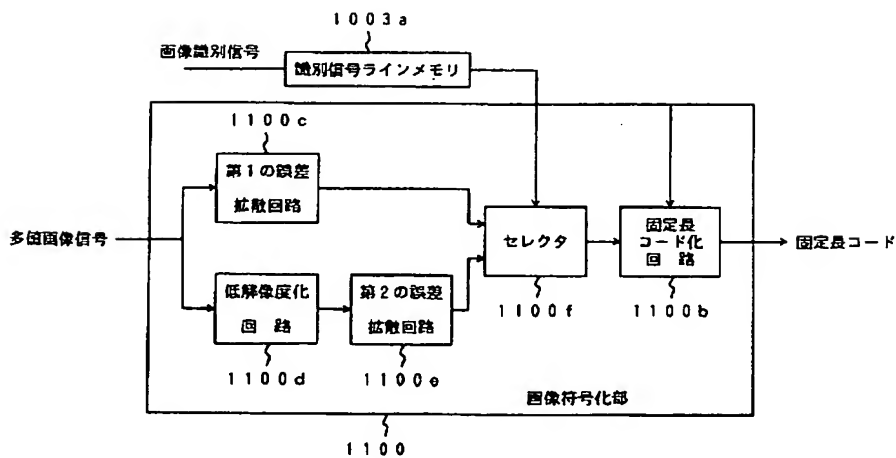 1003a
画像識別信号
識別信号ラインメモリ
1100c
第1の誤差
拡散回路
多値画像信号
セレクタ
固定長
コード化
回路
固定長コード
低解像度化
回路
第2の誤差
拡散回路
1100f
1100b
1100d
1100e
画像符号化部
1100